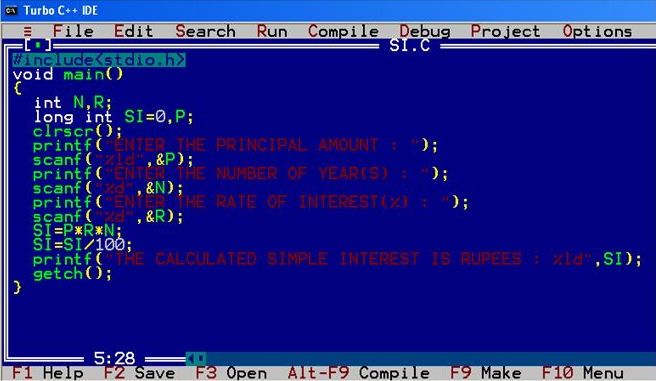 Turbo C++ IDE
≡ File Edit Search Run Compile Debug Project Options
[■] SI.C
#include<stdio.h>
void main()
{
int N,R;
long int SI=0,P;
clrscr();
printf("ENTER THE PRINCIPAL AMOUNT : ");
scanf("%ld",&P);
printf("ENTER THE NUMBER OF YEAR(S) : ");
scanf("%d",&N);
printf("ENTER THE RATE OF INTEREST(%) : ");
scanf("%d",&R);
SI=P*R*N;
SI=SI/100;
printf("THE CALCULATED SIMPLE INTEREST IS RUPEES : %ld",SI);
getch();
}
5:28
F1 Help F2 Save F3 Open Alt-F9 Compile F9 Make F10 Menu